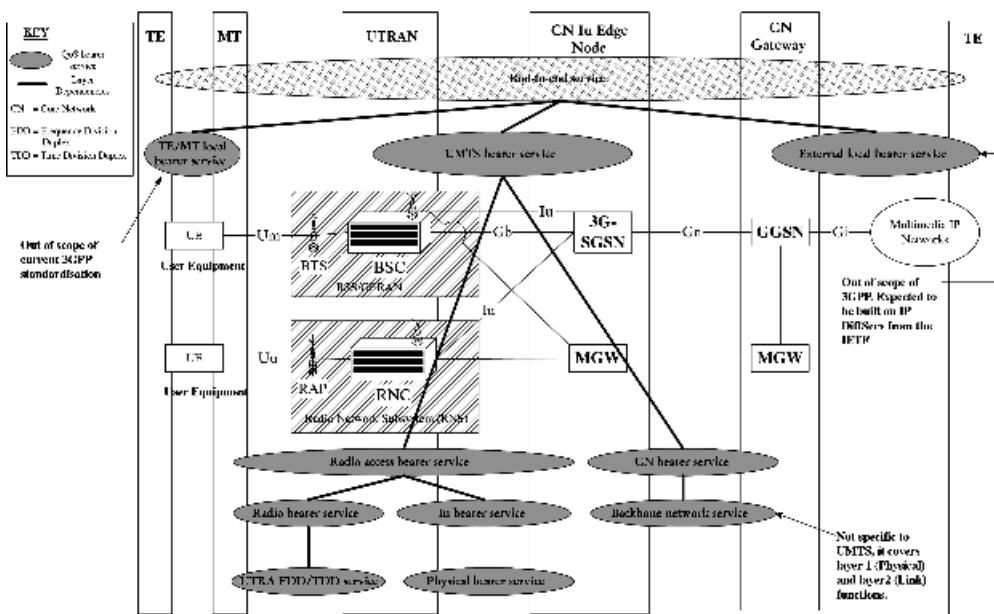 KEY
QoS bearer
service
Layer
Dependencies
CN = Core Network
FDD = Frequency Division
Duplex
TDD = Time Division Duplex
TE
MT
UTRAN
CN Iu Edge
Node
CN
Gateway
TE
End-to-end service
TE/MT local
bearer service
UMTS bearer service
External local bearer service
Out of scope of
current 3GPP
standardisation
UE
User Equipment
Um
BTS
BSC
BSS/GERAN
Iu
Gb
3G-
SGSN
Gn
GGSN
Gi
Multimedia IP
Networks
Out of scope of
3GPP. Expected to
be built on IP
DiffServ from the
IETF
Iu
UE
User Equipment
Uu
RAP
RNC
Radio Network Subsystem (RNS)
MGW
MGW
Radio access bearer service
CN bearer service
Radio bearer service
Iu bearer service
Backbone network service
Not specific to
UMTS, it covers
layer 1 (Physical)
and layer2 (Link)
functions.
UTRA FDD/TDD service
Physical bearer service